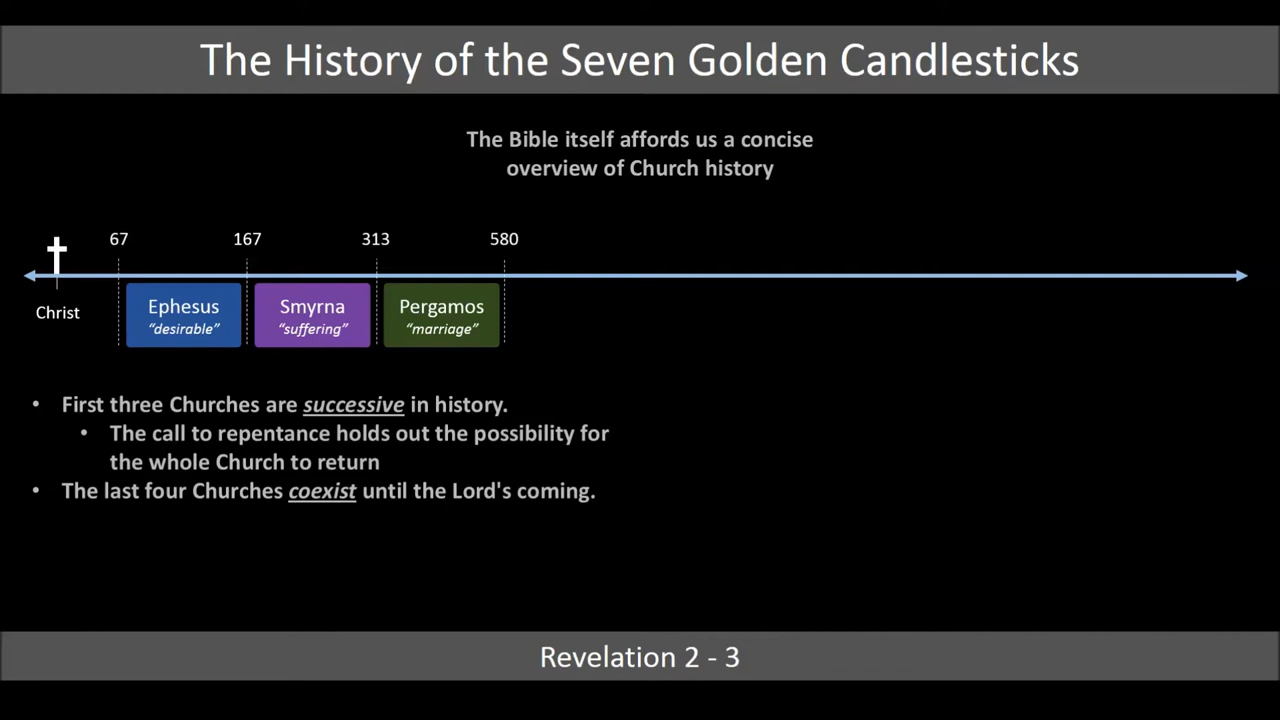 The History of the Seven Golden Candlesticks
The Bible itself affords us a concise
overview of Church history
67 167 313 580
Christ
Ephesus
“desirable”
Smyrna
“suffering”
Pergamos
“marriage”
• First three Churches are successive in history.
• The call to repentance holds out the possibility for
the whole Church to return
• The last four Churches coexist until the Lord's coming.
Revelation 2 - 3